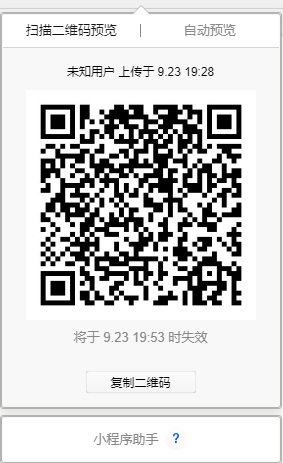 扫描二维码预览 | 自动预览
未知用户 上传于 9.23 19:28
将于 9.23 19:53 时失效
复制二维码
小程序助手 ?